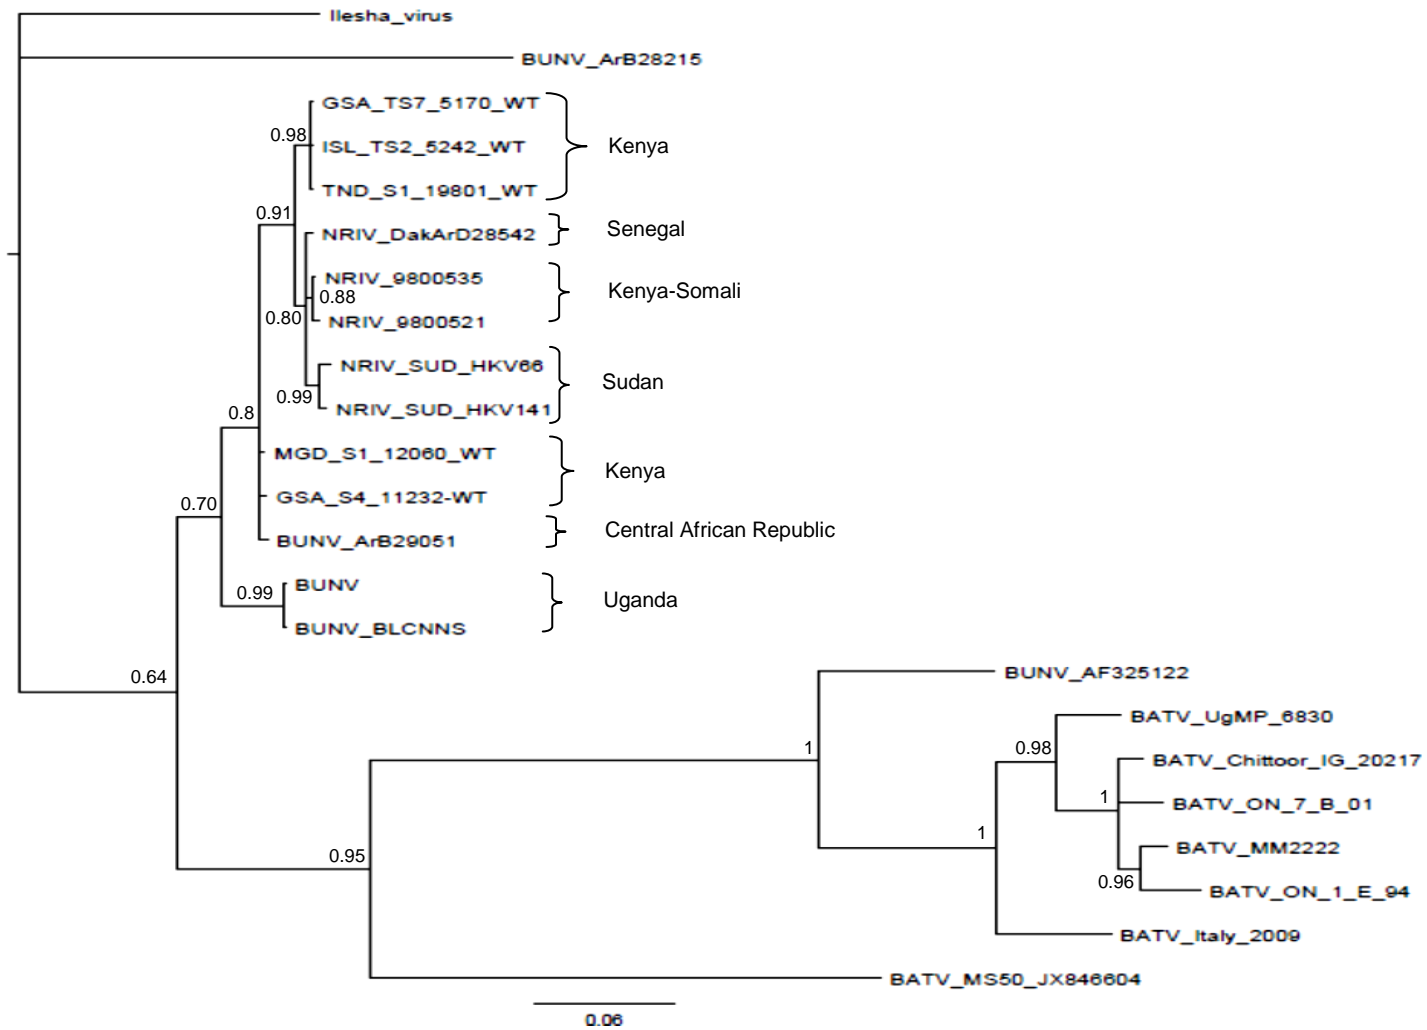 Ilesha_virus
BUNV_ArB28215
GSA_TS7_5170_WT
0.98
ISL_TS2_5242_WT
Kenya
TND_S1_19801_WT
0.91
NRIV_DakArD28542
Senegal
NRIV_9800535
0.88
Kenya-Somali
0.80
NRIV_9800521
NRIV_SUD_HKV66
Sudan
0.99
NRIV_SUD_HKV141
0.8
MGD_S1_12060_WT
Kenya
GSA_S4_11232-WT
0.70
BUNV_ArB29051
Central African Republic
BUNV
0.99
Uganda
BUNV_BLCNNS
0.64
BUNV_AF325122
BATV_UgMP_6830
1
0.98
BATV_Chittoor_IG_20217
1
BATV_ON_7_B_01
1
BATV_MM2222
0.95
0.96
BATV_ON_1_E_94
BATV_Italy_2009
BATV_MS50_JX846604
0.06